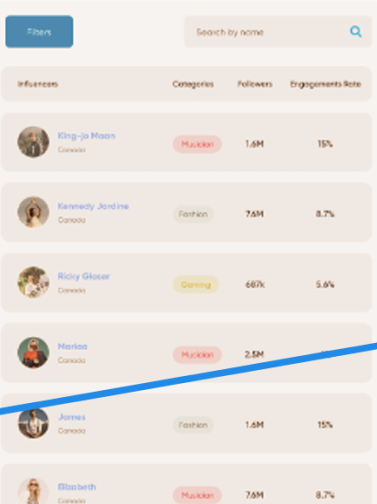 Filters
Search by name
Influencers Categories Followers Engagements Rate
King-jo Moon
Canada
Musician 1.6M 15%
Kennedy Jardine
Canada
Fashion 7.6M 8.7%
Ricky Glaser
Canada
Gaming 687k 5.6%
Canada
Musician 2.5M
James
Canada
Fashion 1.6M 15%
Elizabeth
Canada
Musician 7.6M 8.7%